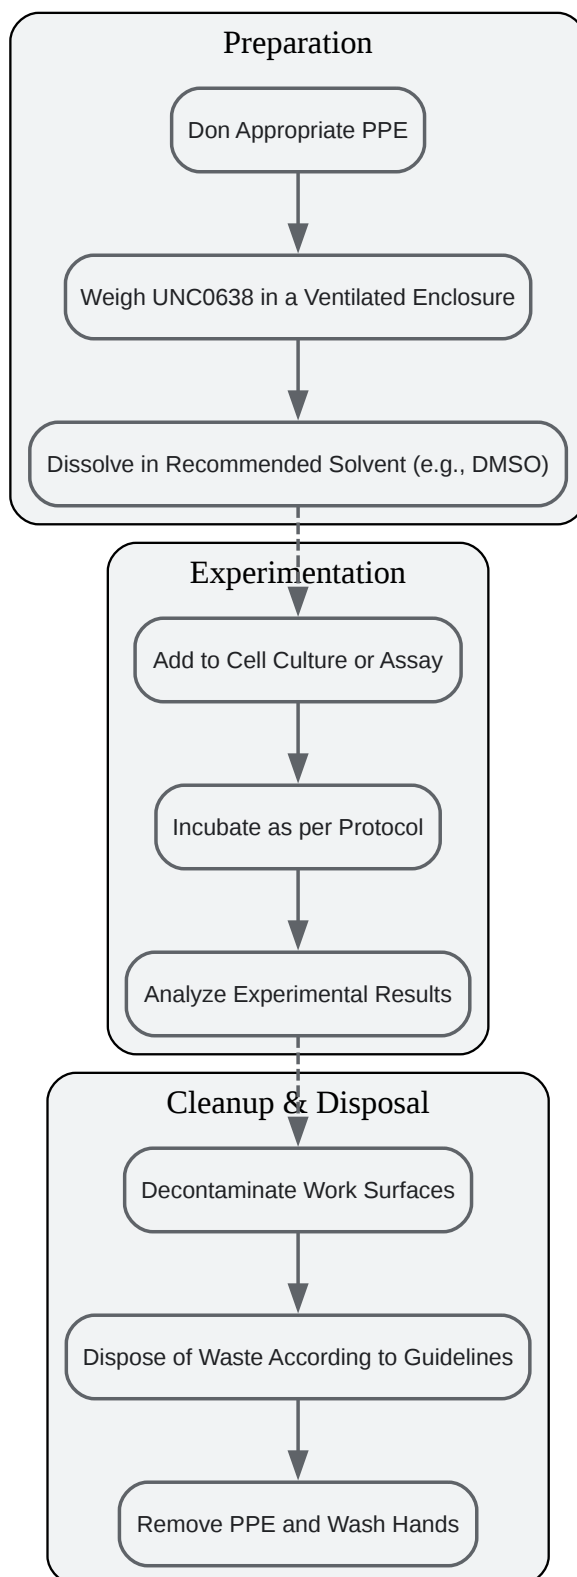 Preparation
Don Appropriate PPE
Weigh UNC0638 in a Ventilated Enclosure
Dissolve in Recommended Solvent (e.g., DMSO)
Experimentation
Add to Cell Culture or Assay
Incubate as per Protocol
Analyze Experimental Results
Cleanup & Disposal
Decontaminate Work Surfaces
Dispose of Waste According to Guidelines
Remove PPE and Wash Hands